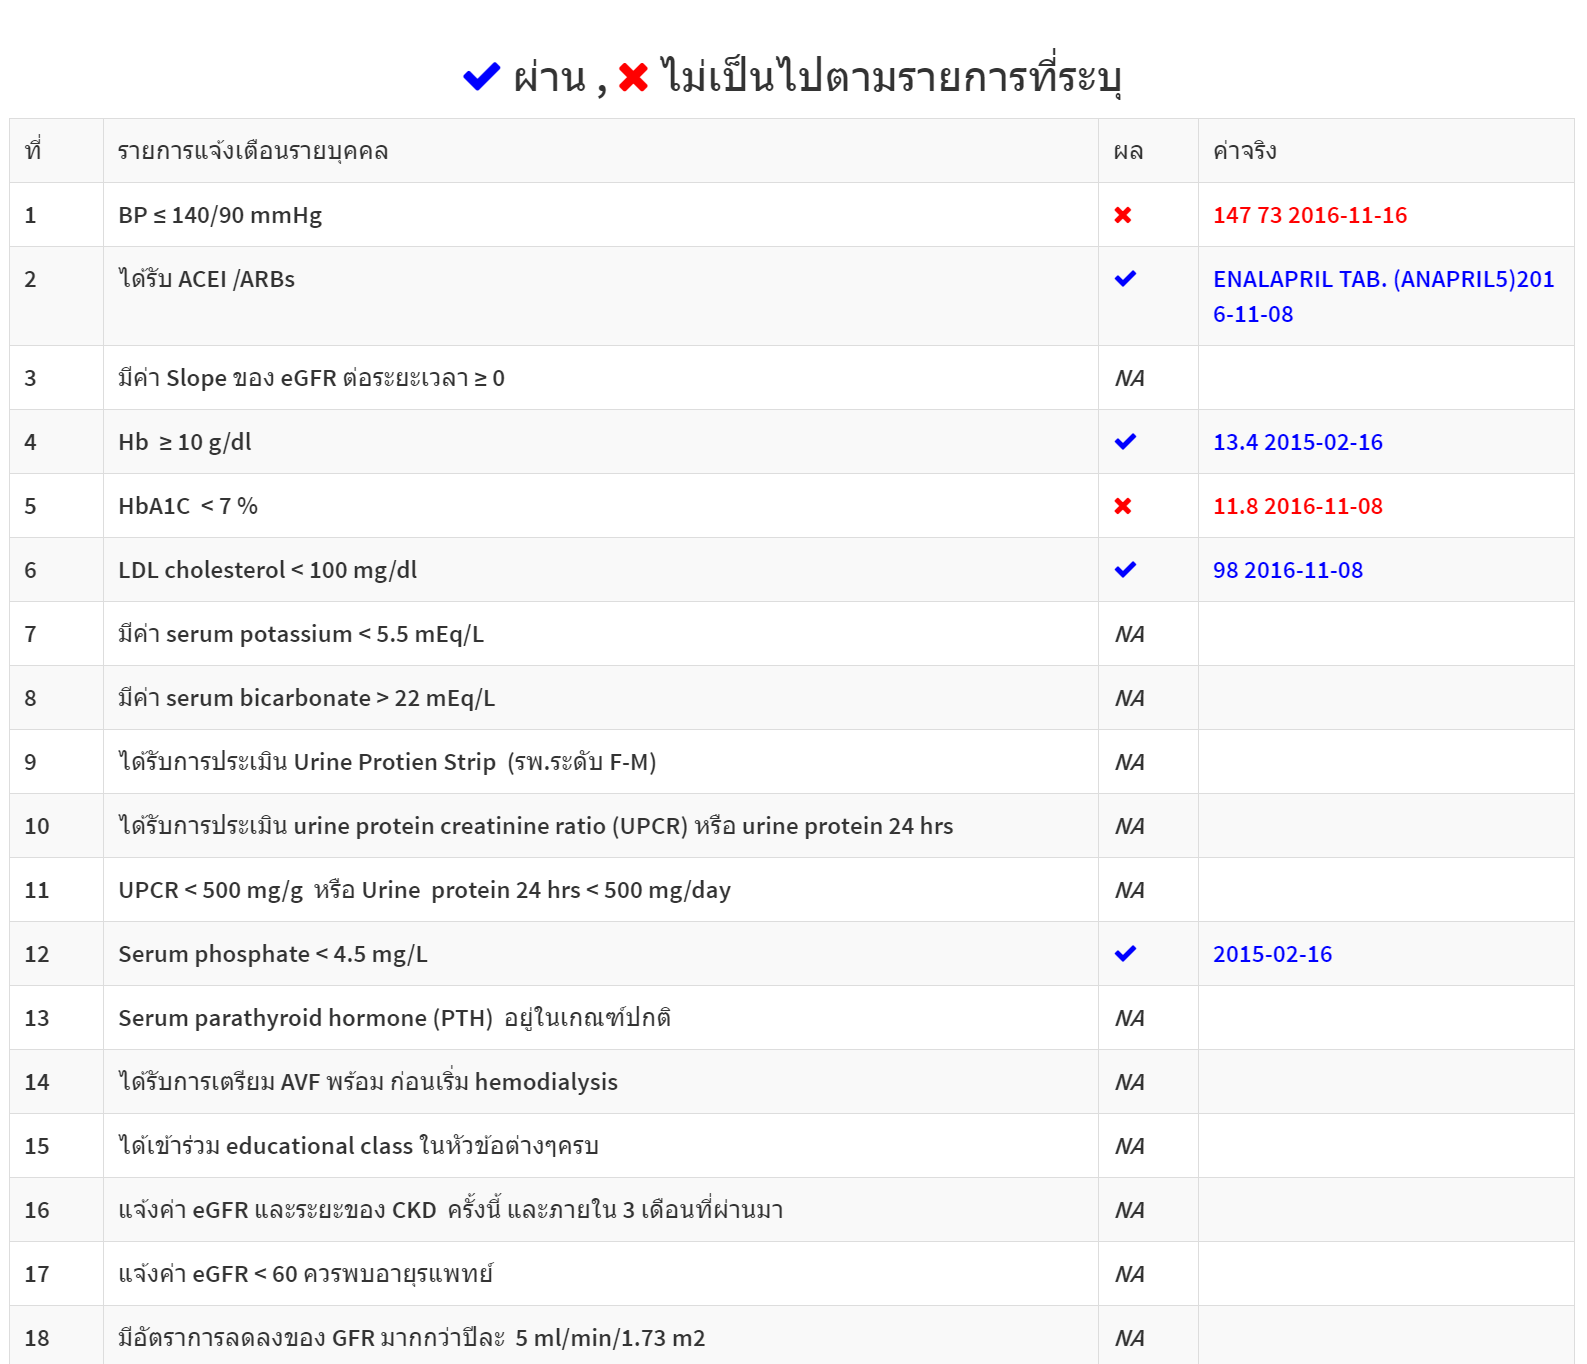 ✔ ผ่าน , ✖ ไม่เป็นไปตามรายการที่ระบุ
ที่ รายการแจ้งเตือนรายบุคคล ผล ค่าจริง
1 BP ≤ 140/90 mmHg ✖ 147 73 2016-11-16
2 ได้รับ ACEI /ARBs ✔ ENALAPRIL TAB. (ANAPRIL5)201
6-11-08
3 มีค่า Slope ของ eGFR ต่อระยะเวลา ≥ 0 NA
4 Hb ≥ 10 g/dl ✔ 13.4 2015-02-16
5 HbA1C < 7 % ✖ 11.8 2016-11-08
6 LDL cholesterol < 100 mg/dl ✔ 98 2016-11-08
7 มีค่า serum potassium < 5.5 mEq/L NA
8 มีค่า serum bicarbonate > 22 mEq/L NA
9 ได้รับการประเมิน Urine Protien Strip (รพ.ระดับ F-M) NA
10 ได้รับการประเมิน urine protein creatinine ratio (UPCR) หรือ urine protein 24 hrs NA
11 UPCR < 500 mg/g หรือ Urine protein 24 hrs < 500 mg/day NA
12 Serum phosphate < 4.5 mg/L ✔ 2015-02-16
13 Serum parathyroid hormone (PTH) อยู่ในเกณฑ์ปกติ NA
14 ได้รับการเตรียม AVF พร้อม ก่อนเริ่ม hemodialysis NA
15 ได้เข้าร่วม educational class ในหัวข้อต่างๆครบ NA
16 แจ้งค่า eGFR และระยะของ CKD ครั้งนี้ และภายใน 3 เดือนที่ผ่านมา NA
17 แจ้งค่า eGFR < 60 ควรพบอายุรแพทย์ NA
18 มีอัตราการลดลงของ GFR มากกว่าปีละ 5 ml/min/1.73 m2 NA